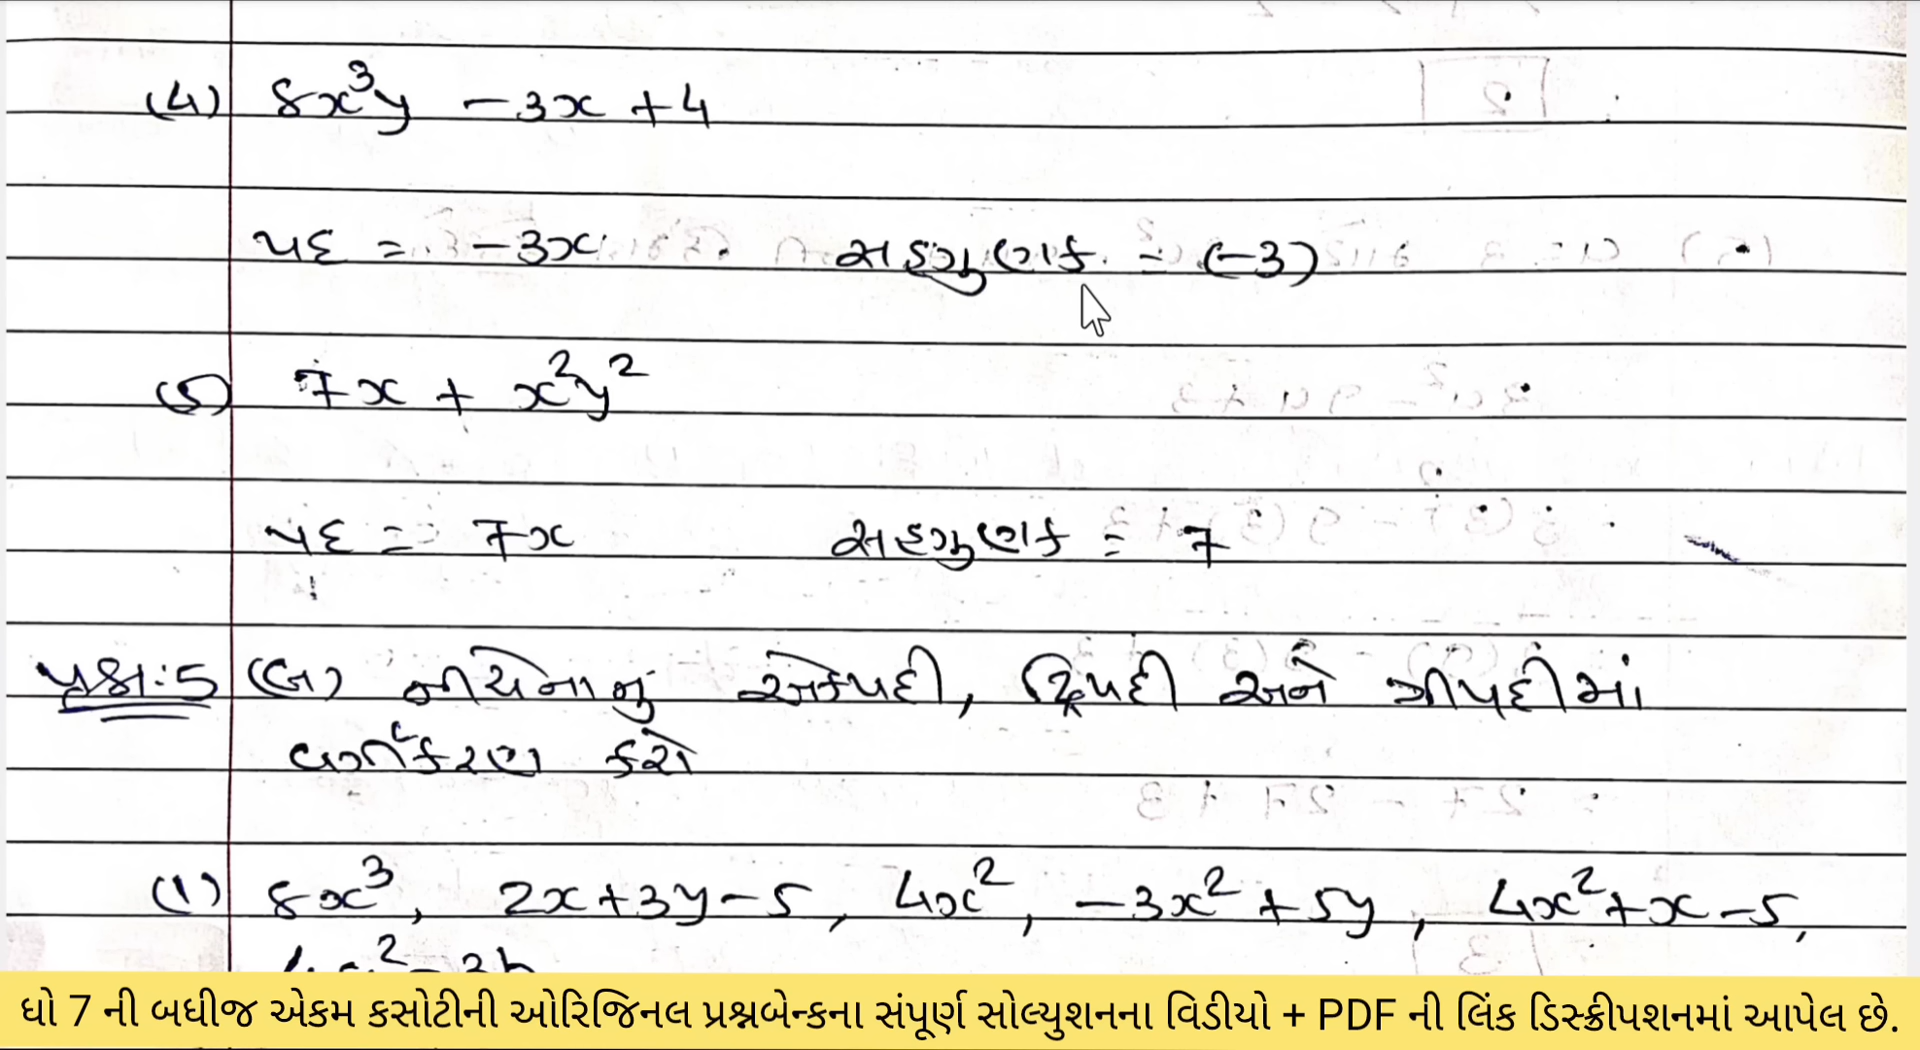 (4) 8x³y - 3x + 4
પદ = -3x સહગુણક = (-3)
(5) 7x + x²y²
પદ = 7x સહગુણક = 7
પ્રશ્ન:5 (બ) નીચેનાનું એકપદી, દ્વિપદી અને ત્રીપદીમાં
વર્ગીકરણ કરો
(1) 8x³, 2x+3y-5, 4x², -3x²+5y, 4x²+x-5,
ધો 7 ની બધીજ એકમ કસોટીની ઓરિજિનલ પ્રશ્નબેન્કના સંપૂર્ણ સોલ્યુશનના વિડીયો + PDF ની લિંક ડિસ્ક્રીપશનમાં આપેલ છે.